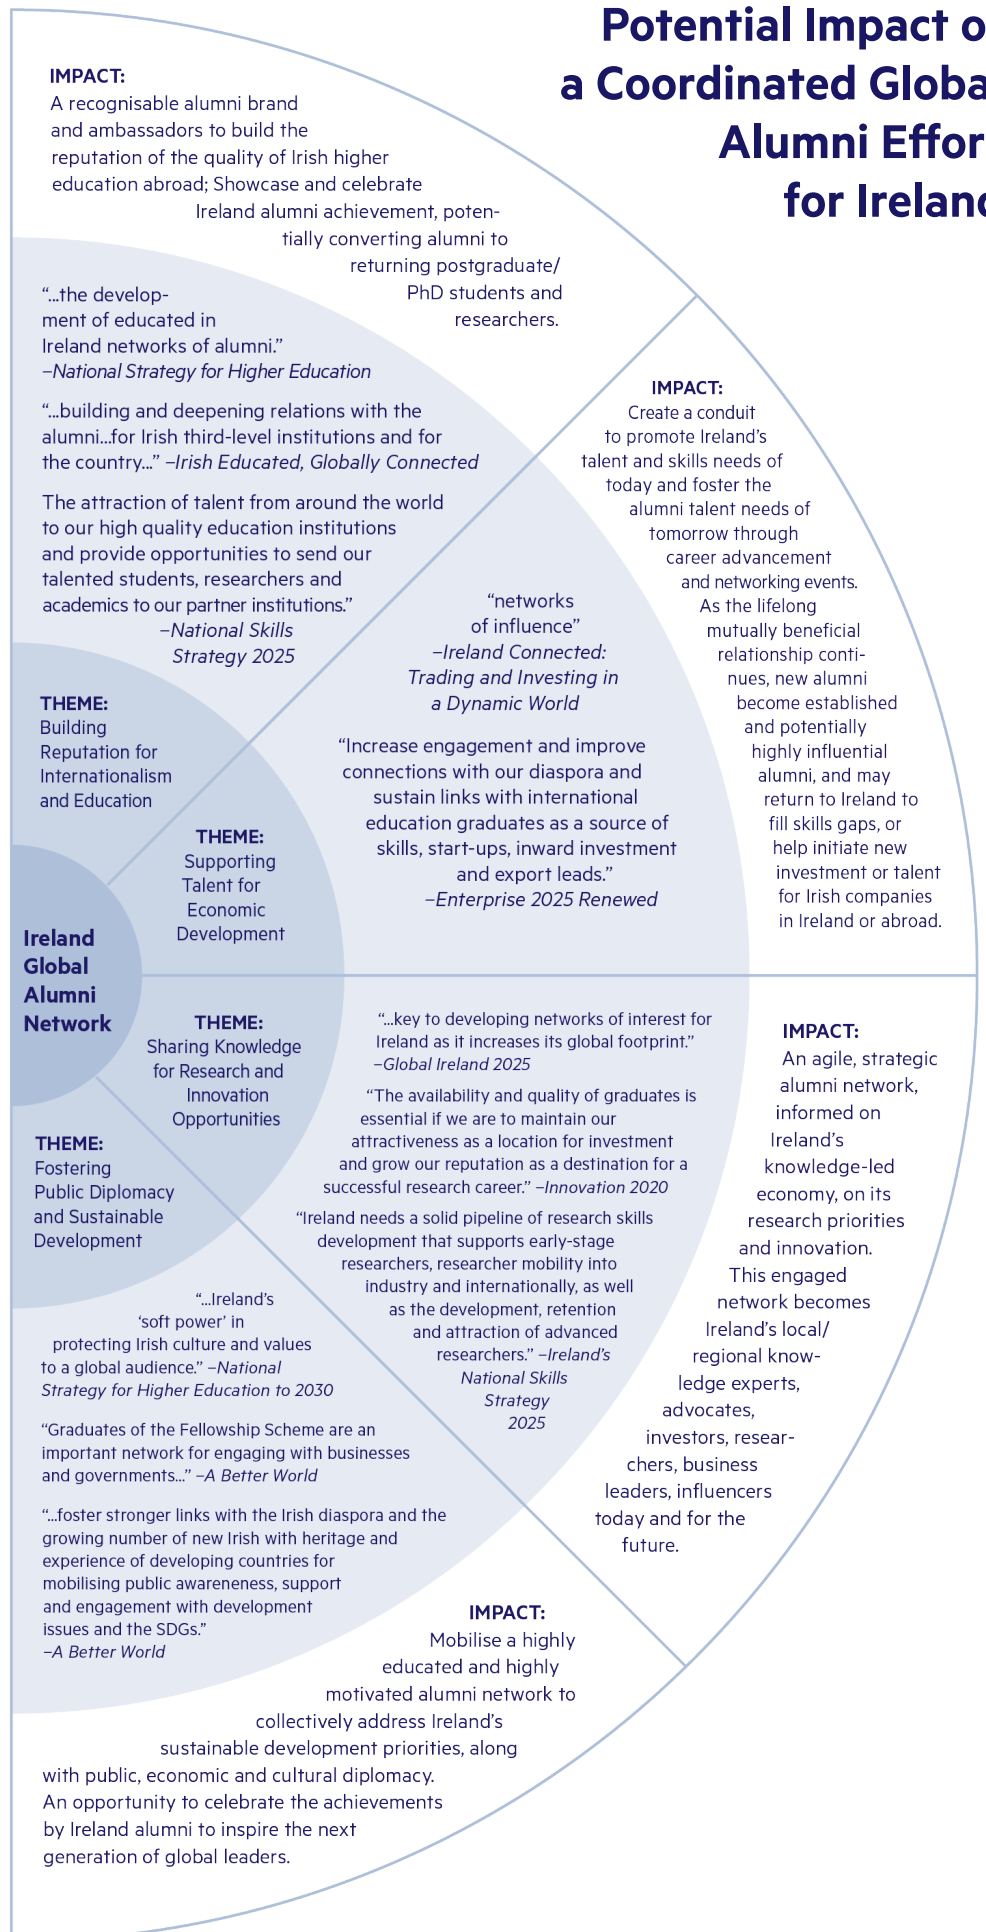 Potential Impact o
a Coordinated Globa
Alumni Effor
for Ireland
IMPACT:
A recognisable alumni brand
and ambassadors to build the
reputation of the quality of Irish higher
education abroad; Showcase and celebrate
Ireland alumni achievement, poten-
tially converting alumni to
returning postgraduate/
PhD students and
researchers.
“...the develop-
ment of educated in
Ireland networks of alumni.”
–National Strategy for Higher Education
“...building and deepening relations with the
alumni...for Irish third-level institutions and for
the country...” –Irish Educated, Globally Connected
The attraction of talent from around the world
to our high quality education institutions
and provide opportunities to send our
talented students, researchers and
academics to our partner institutions.”
–National Skills
Strategy 2025
THEME:
Building
Reputation for
Internationalism
and Education
IMPACT:
Create a conduit
to promote Ireland’s
talent and skills needs of
today and foster the
alumni talent needs of
tomorrow through
career advancement
and networking events.
As the lifelong
mutually beneficial
relationship conti-
nues, new alumni
become established
and potentially
highly influential
alumni, and may
return to Ireland to
fill skills gaps, or
help initiate new
investment or talent
for Irish companies
in Ireland or abroad.
“networks
of influence”
–Ireland Connected:
Trading and Investing in
a Dynamic World
“Increase engagement and improve
connections with our diaspora and
sustain links with international
education graduates as a source of
skills, start-ups, inward investment
and export leads.”
–Enterprise 2025 Renewed
THEME:
Supporting
Talent for
Economic
Development
Ireland
Global
Alumni
Network
THEME:
Sharing Knowledge
for Research and
Innovation
Opportunities
“...key to developing networks of interest for
Ireland as it increases its global footprint.”
–Global Ireland 2025
“The availability and quality of graduates is
essential if we are to maintain our
attractiveness as a location for investment
and grow our reputation as a destination for a
successful research career.” –Innovation 2020
“Ireland needs a solid pipeline of research skills
development that supports early-stage
researchers, researcher mobility into
industry and internationally, as well
as the development, retention
and attraction of advanced
researchers.” –Ireland’s
National Skills
Strategy
2025
IMPACT:
An agile, strategic
alumni network,
informed on
Ireland’s
knowledge-led
economy, on its
research priorities
and innovation.
This engaged
network becomes
Ireland’s local/
regional know-
ledge experts,
advocates,
investors, resear-
chers, business
leaders, influencers
today and for the
future.
THEME:
Fostering
Public Diplomacy
and Sustainable
Development
“...Ireland’s
‘soft power’ in
protecting Irish culture and values
to a global audience.” –National
Strategy for Higher Education to 2030
“Graduates of the Fellowship Scheme are an
important network for engaging with businesses
and governments...” –A Better World
“...foster stronger links with the Irish diaspora and the
growing number of new Irish with heritage and
experience of developing countries for
mobilising public awareneness, support
and engagement with development
issues and the SDGs.”
–A Better World
IMPACT:
Mobilise a highly
educated and highly
motivated alumni network to
collectively address Ireland’s
sustainable development priorities, along
with public, economic and cultural diplomacy.
An opportunity to celebrate the achievements
by Ireland alumni to inspire the next
generation of global leaders.